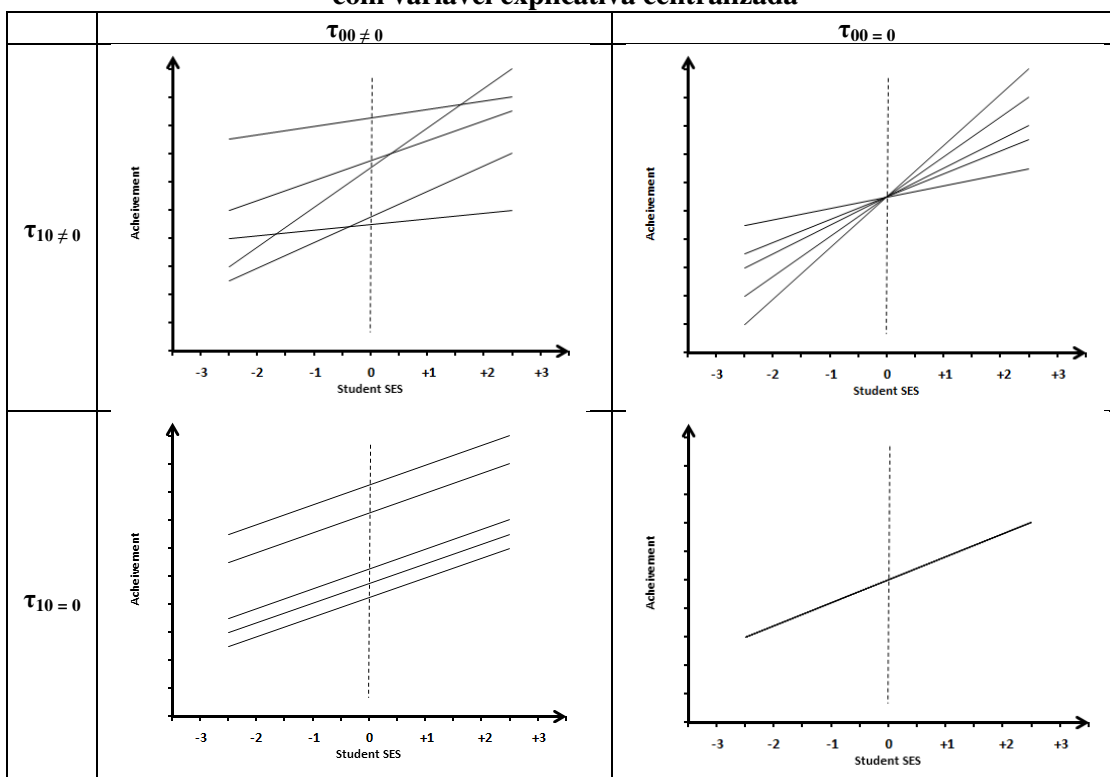 com variável explicativa centralizada
τ00 ≠ 0
τ00 = 0
τ10 ≠ 0
Acheivement
-3 -2 -1 0 +1 +2 +3
Student SES
Acheivement
-3 -2 -1 0 +1 +2 +3
Student SES
τ10 = 0
Acheivement
-3 -2 -1 0 +1 +2 +3
Student SES
Acheivement
-3 -2 -1 0 +1 +2 +3
Student SES